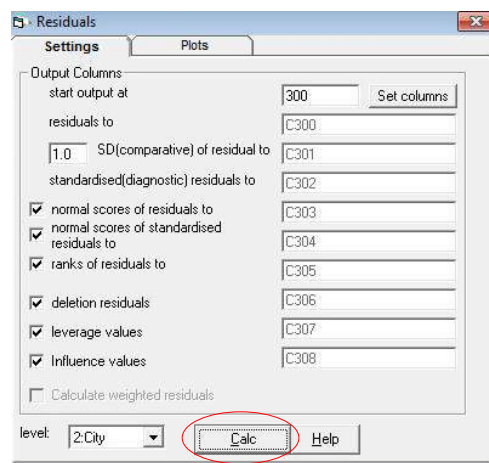 Residuals
Settings Plots
Output Columns
start output at 300 Set columns
residuals to C300
1.0 SD(comparative) of residual to C301
standardised(diagnostic) residuals to C302
normal scores of residuals to C303
normal scores of standardised
residuals to C304
ranks of residuals to C305
deletion residuals C306
leverage values C307
Influence values C308
Calculate weighted residuals
level: 2:City Calc Help